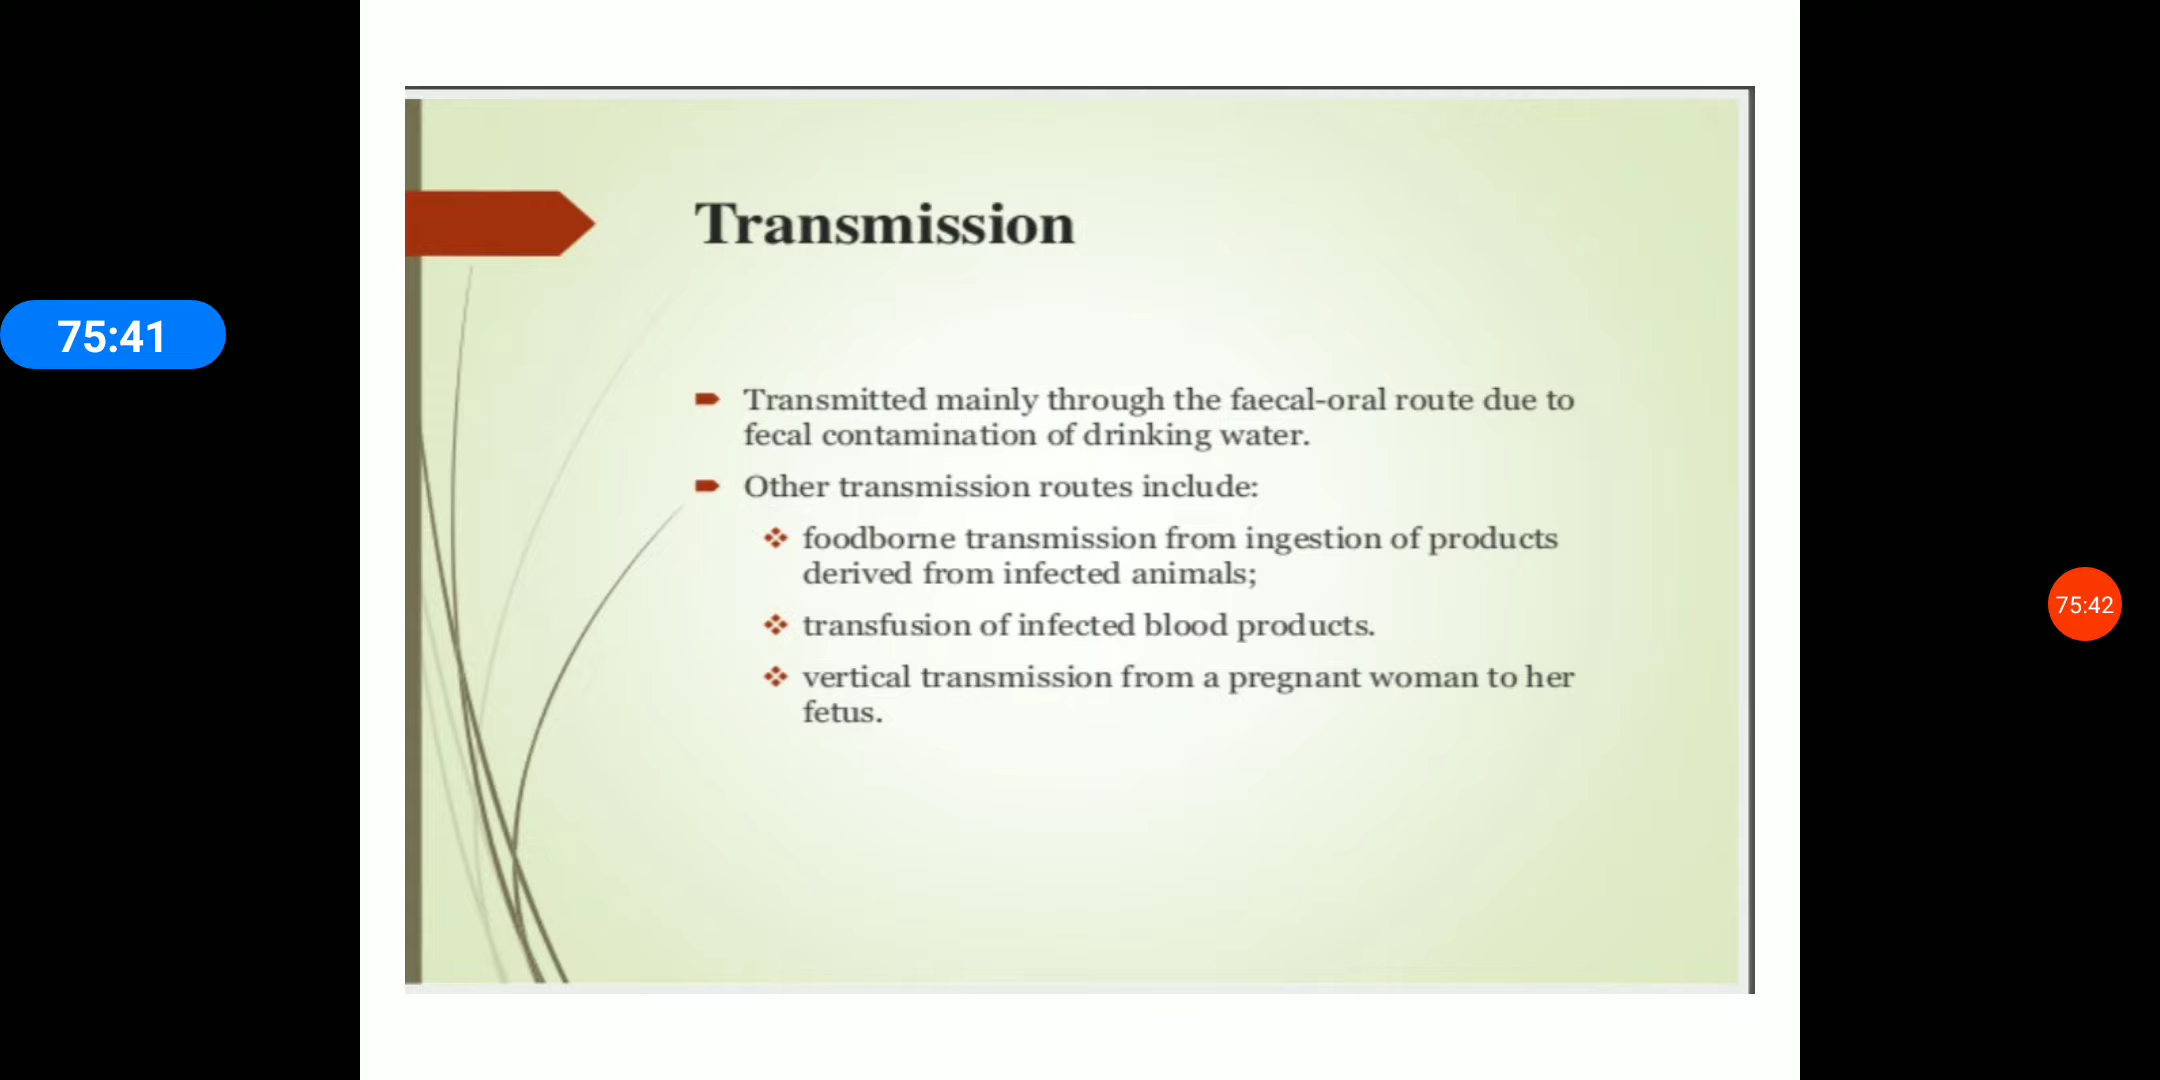 Transmission
75:41
Transmitted mainly through the faecal-oral route due to
fecal contamination of drinking water.
Other transmission routes include:
foodborne transmission from ingestion of products
derived from infected animals;
75:42
transfusion of infected blood products.
vertical transmission from a pregnant woman to her
fetus.